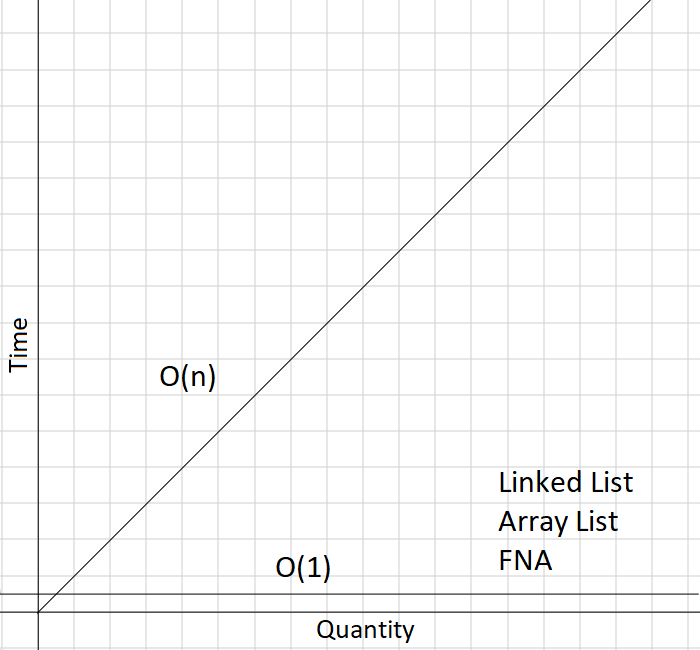 Time
O(n)
Linked List
Array List
FNA
O(1)
Quantity